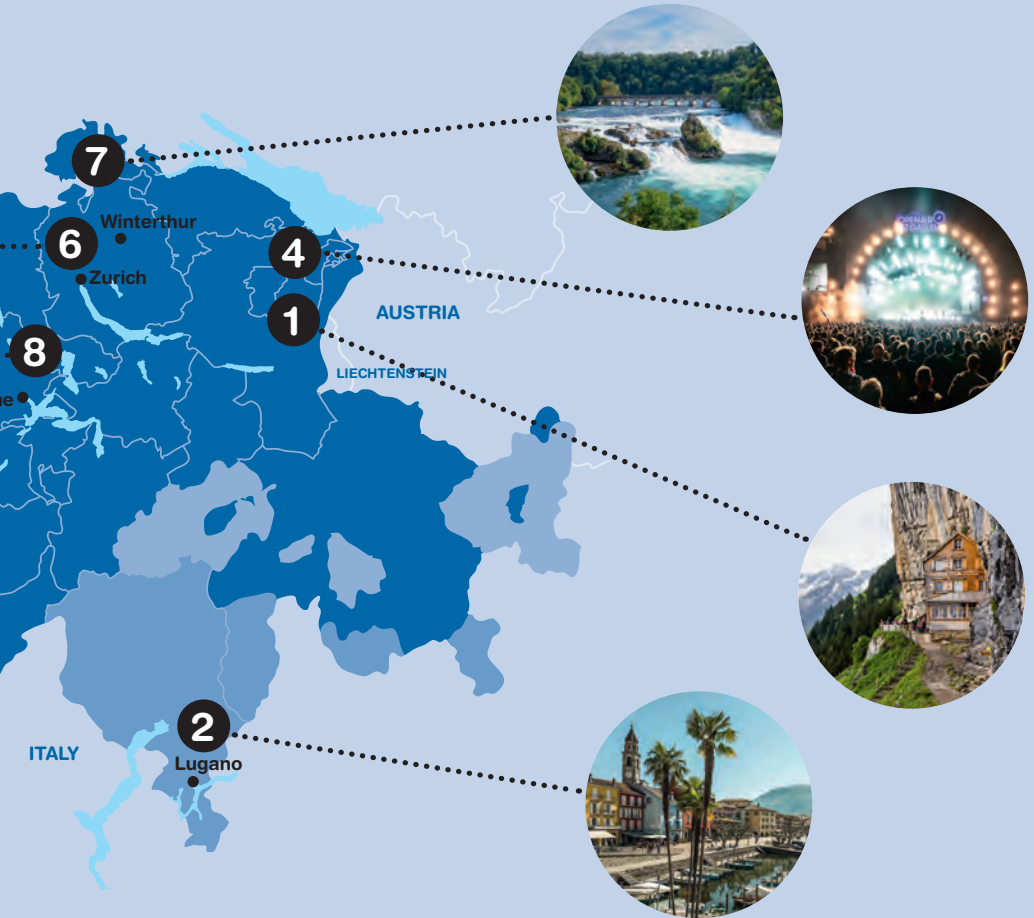 7
Winterthur
6
4
Zurich
1
AUSTRIA
8
LIECHTENSTEIN
ne
2
ITALY
Lugano